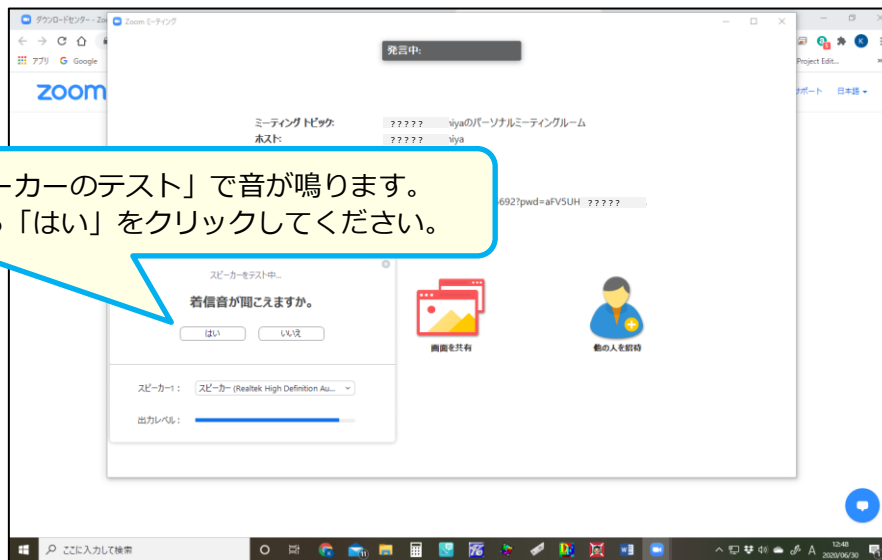 ダウンロードセンター - Zo
Zoom ミーティング
アプリ
Google
Project Edit...
zoom
サポート
日本語
発言中:
ミーティング トピック:
?????
iyaのパーソナルミーティングルーム
ホスト:
?????
iya
ーカーのテスト」で音が鳴ります。
「はい」をクリックしてください。
692?pwd=aFV5UH ?????
スピーカーをテスト中...
着信音が聞こえますか。
はい
いいえ
画面を共有
他の人を招待
スピーカー1:
スピーカー (Realtek High Definition Au...
出力レベル:
ここに入力して検索
A
12:48
2020/06/30